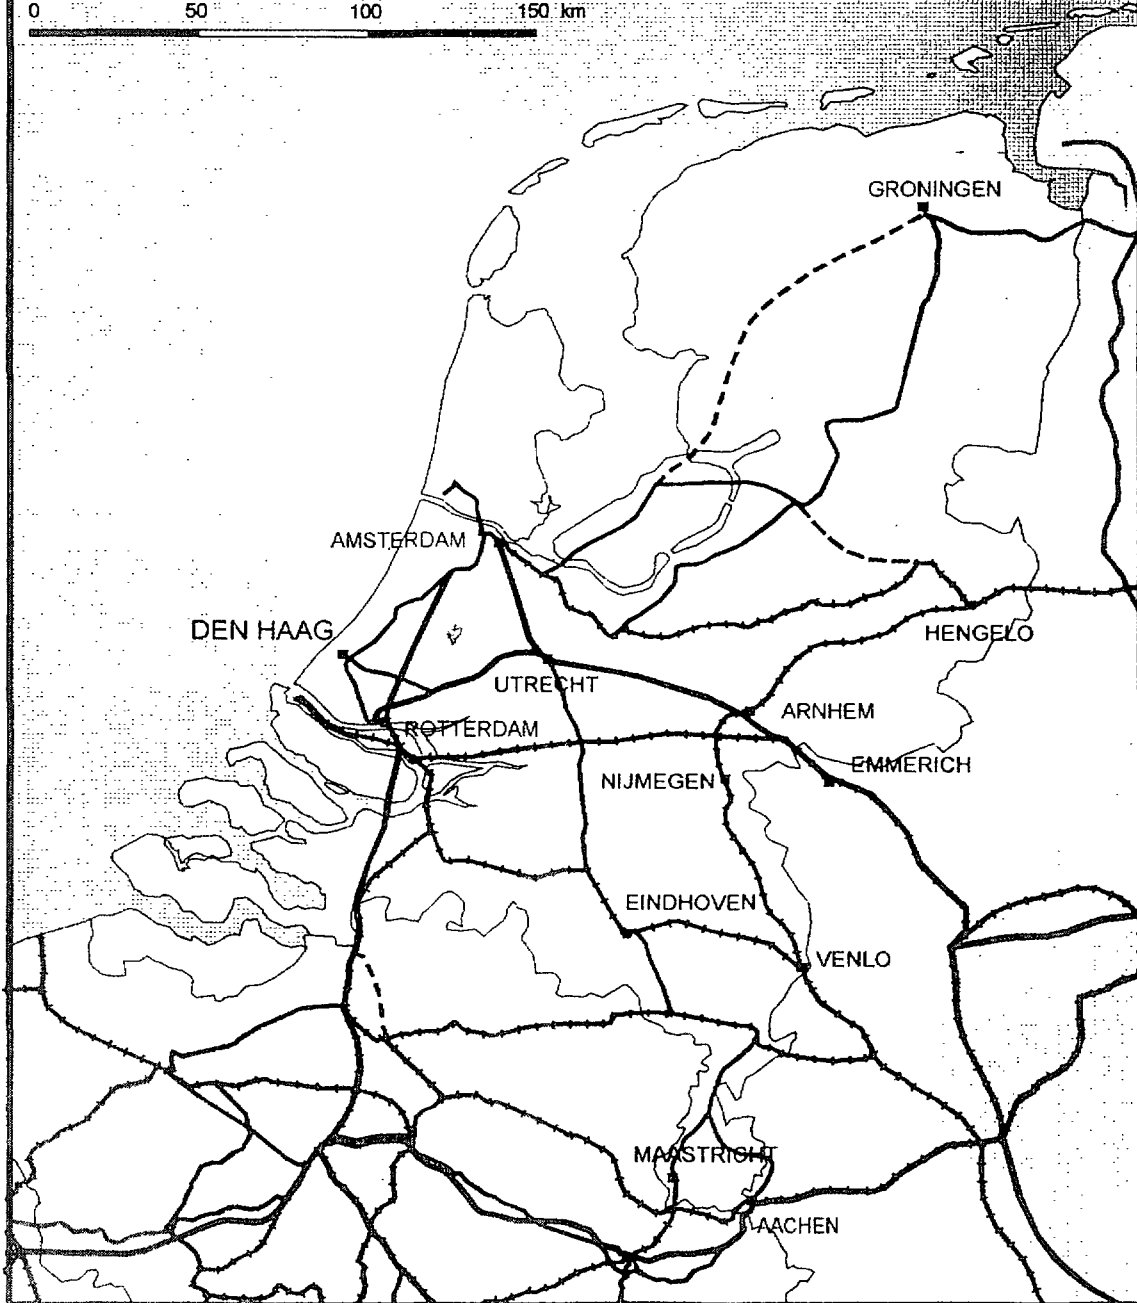 0 50 100 150 km
GRONINGEN
AMSTERDAM
DEN HAAG
HENGELO
UTRECHT
ARNHEM
ROTTERDAM
EMMERICH
NIJMEGEN
EINDHOVEN
VENLO
MAASTRICHT
AACHEN